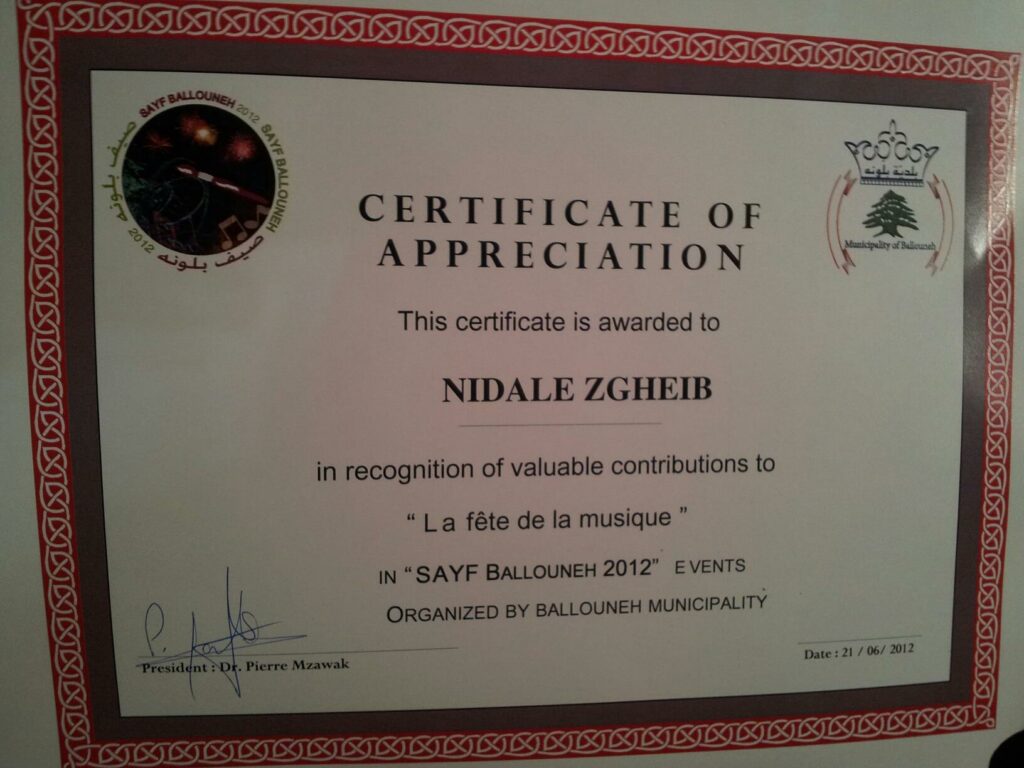 SAYF BALLOUNEH 2012 SAYF BALLOUNEH
صيف بلونه 2012 صيف بلونه
بلدية بلونه
Municipality of Ballouneh
CERTIFICATE OF
APPRECIATION
This certificate is awarded to
NIDALE ZGHEIB
in recognition of valuable contributions to
“ La fête de la musique ”
IN “SAYF BALLOUNEH 2012” EVENTS
ORGANIZED BY BALLOUNEH MUNICIPALITY
President : Dr. Pierre Mzawak
Date : 21 / 06/ 2012